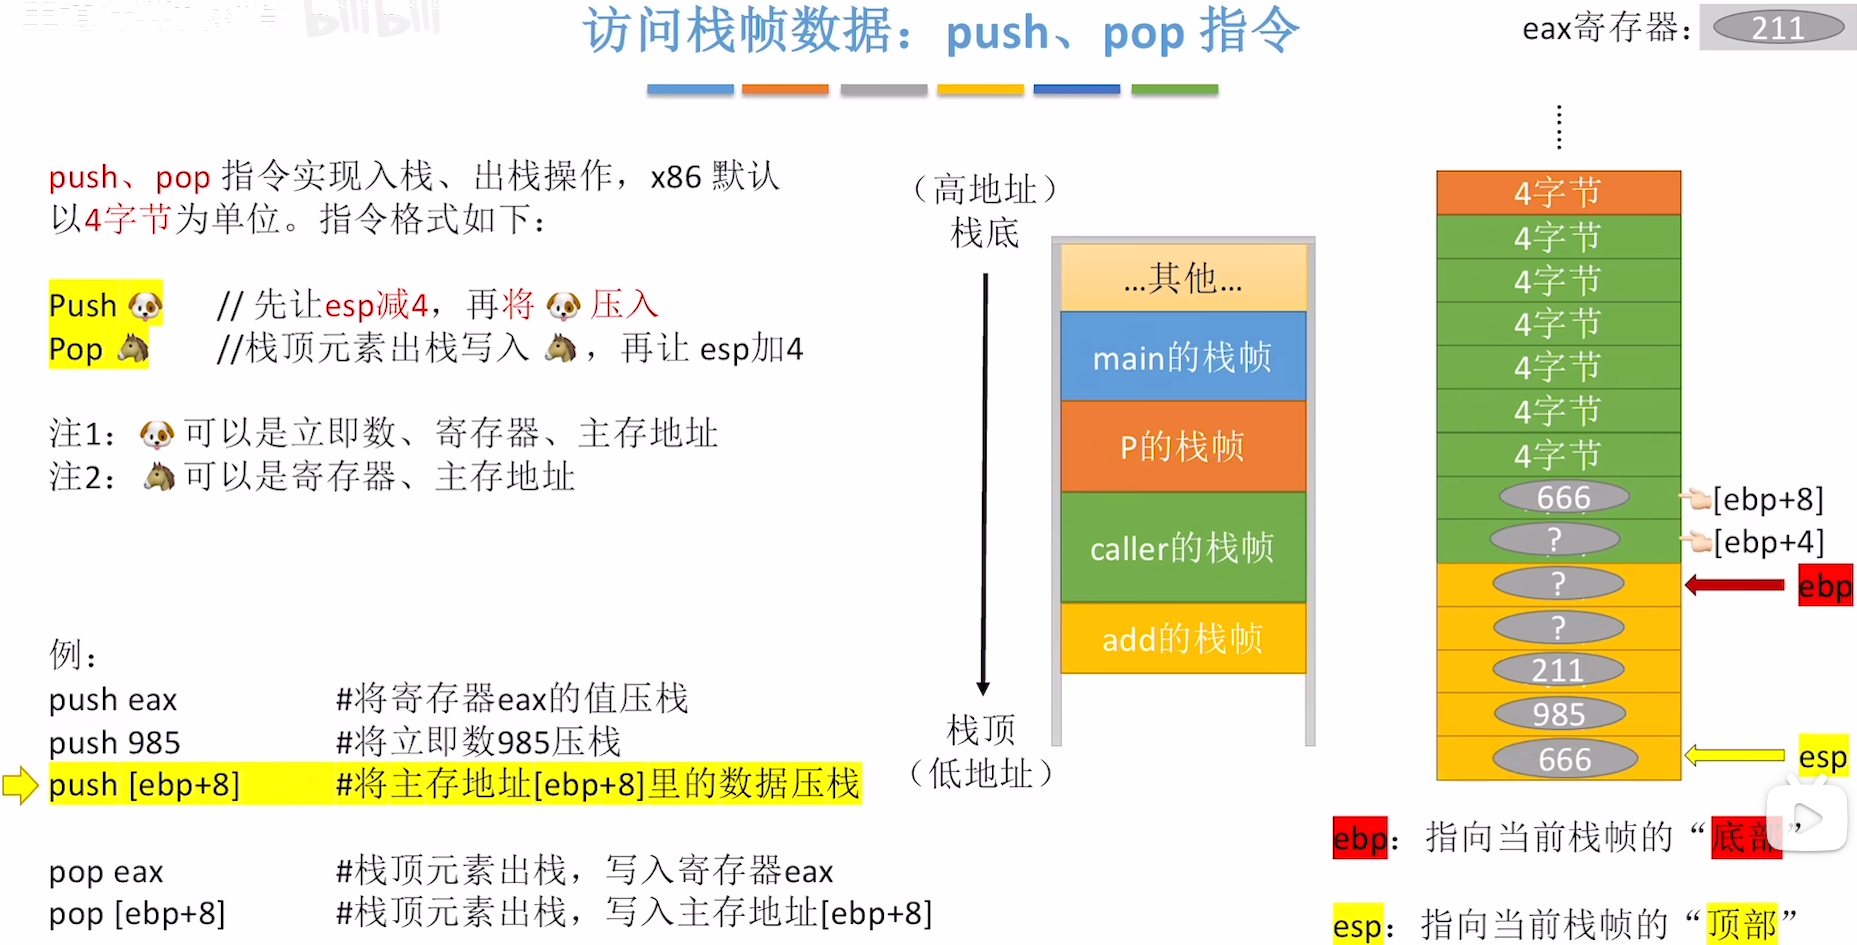 bilibili
访问栈帧数据：push、pop 指令
eax寄存器：
211
push、pop 指令实现入栈、出栈操作，x86 默认
以4字节为单位。指令格式如下：
Push 🐶 // 先让esp减4，再将 🐶 压入
Pop 🐴 //栈顶元素出栈写入 🐴 ，再让 esp加4
注1：🐶 可以是立即数、寄存器、主存地址
注2：🐴 可以是寄存器、主存地址
例：
push eax #将寄存器eax的值压栈
push 985 #将立即数985压栈
push [ebp+8] #将主存地址[ebp+8]里的数据压栈
pop eax #栈顶元素出栈，写入寄存器eax
pop [ebp+8] #栈顶元素出栈，写入主存地址[ebp+8]
（高地址）
栈底
...其他...
main的栈帧
P的栈帧
caller的栈帧
add的栈帧
栈顶
（低地址）
4字节
4字节
4字节
4字节
4字节
4字节
4字节
666 [ebp+8]
? [ebp+4]
? ebp
?
211
985
666 esp
ebp：指向当前栈帧的“底部”
esp：指向当前栈帧的“顶部”